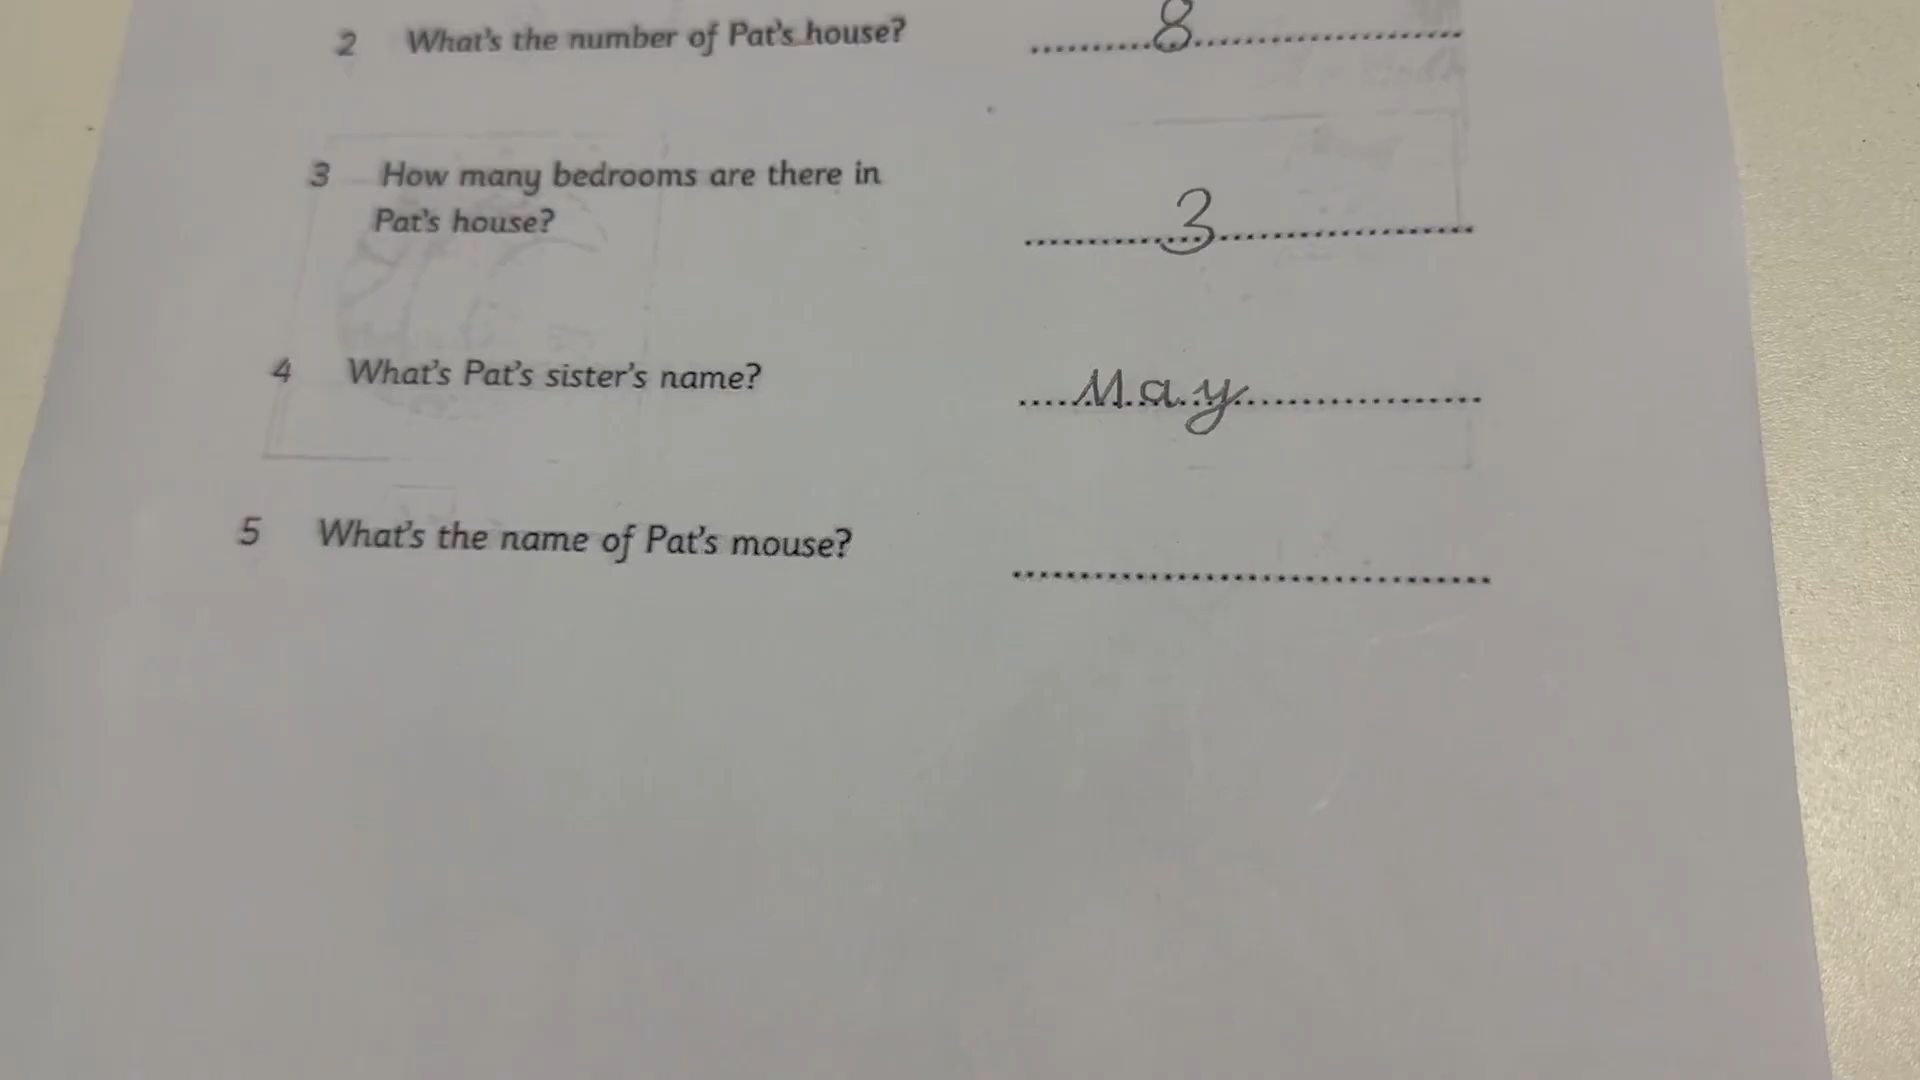 2 What's the number of Pat's house? 8
3 How many bedrooms are there in
Pat's house? 3
4 What's Pat's sister's name? May
5 What's the name of Pat's mouse?